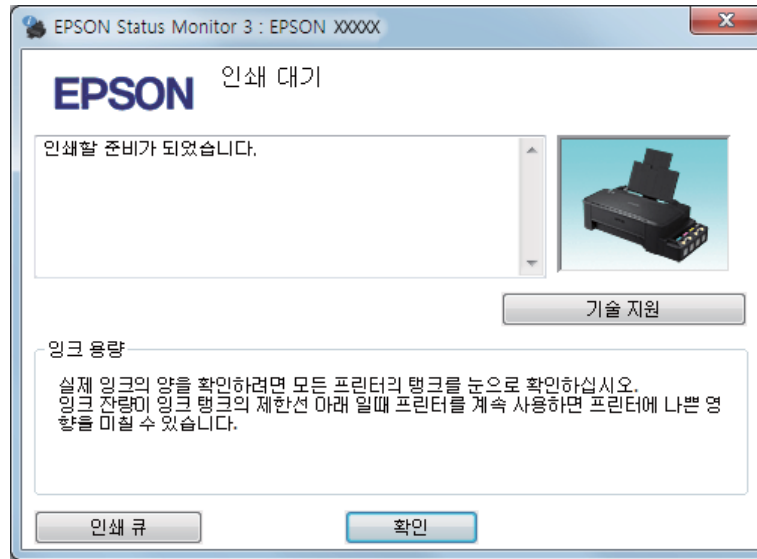 EPSON Status Monitor 3 : EPSON XXXXX
EPSON
인쇄 대기
인쇄할 준비가 되었습니다.
기술 지원
잉크 용량
실제 잉크의 양을 확인하려면 모든 프린터의 탱크를 눈으로 확인하십시오.
잉크 잔량이 잉크 탱크의 제한선 아래 일때 프린터를 계속 사용하면 프린터에 나쁜 영
향을 미칠 수 있습니다.
인쇄 큐
확인